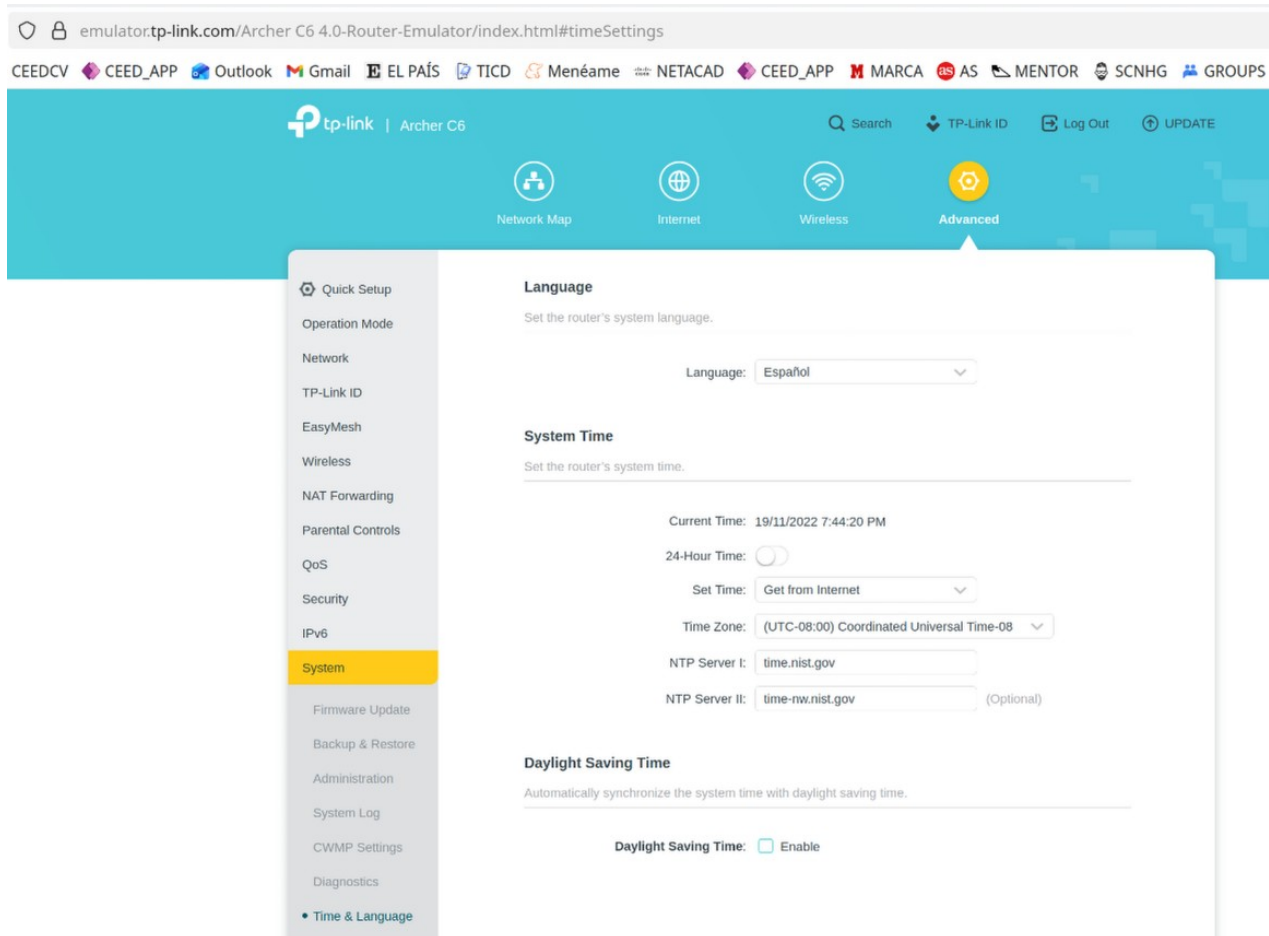 emulator.tp-link.com/Archer C6 4.0-Router-Emulator/index.html#timeSettings
CEEDCV CEED_APP Outlook M Gmail E EL PAÍS TICD Menéame NETACAD CEED_APP M MARCA as AS MENTOR SCNHG GROUPS
tp-link | Archer C6 Search TP-Link ID Log Out UPDATE
Network Map Internet Wireless Advanced
Quick Setup
Operation Mode
Network
TP-Link ID
EasyMesh
Wireless
NAT Forwarding
Parental Controls
QoS
Security
IPv6
System
Firmware Update
Backup & Restore
Administration
System Log
CWMP Settings
Diagnostics
• Time & Language
Language
Set the router's system language.
Language: Español
System Time
Set the router's system time.
Current Time: 19/11/2022 7:44:20 PM
24-Hour Time:
Set Time: Get from Internet
Time Zone: (UTC-08:00) Coordinated Universal Time-08
NTP Server I: time.nist.gov
NTP Server II: time-nw.nist.gov (Optional)
Daylight Saving Time
Automatically synchronize the system time with daylight saving time.
Daylight Saving Time: Enable